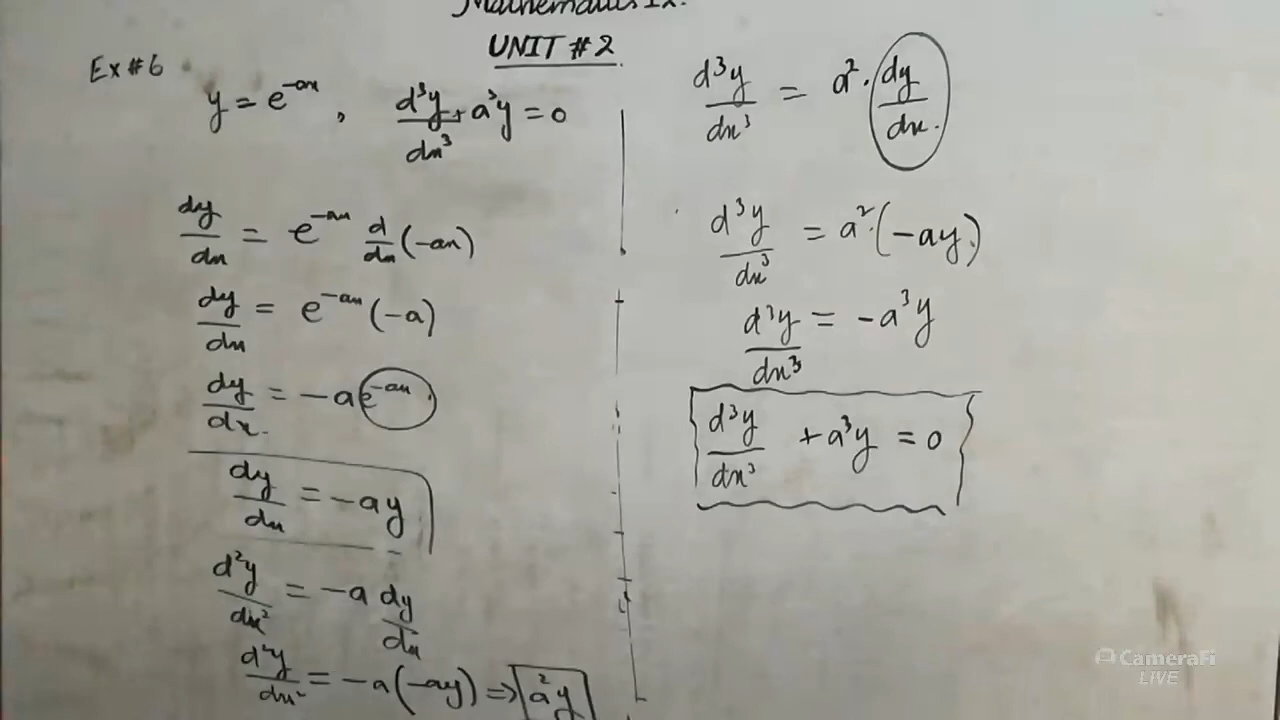 Mathematics IX.
UNIT # 2
Ex # 6
y = e^{-ax} , d³y/dx³ + a³y = 0
dy/dx = e^{-ax} d/dx (-ax)
dy/dx = e^{-ax} (-a)
dy/dx = -a e^{-ax}.
dy/dx = -ay
d²y/dx² = -a dy/dx
d²y/dx² = -a(-ay) ⇒ a²y
d³y/dx³ = a² · dy/dx.
d³y/dx³ = a² · (-ay)
d³y/dx³ = -a³y
d³y/dx³ + a³y = 0
CameraFi
LIVE